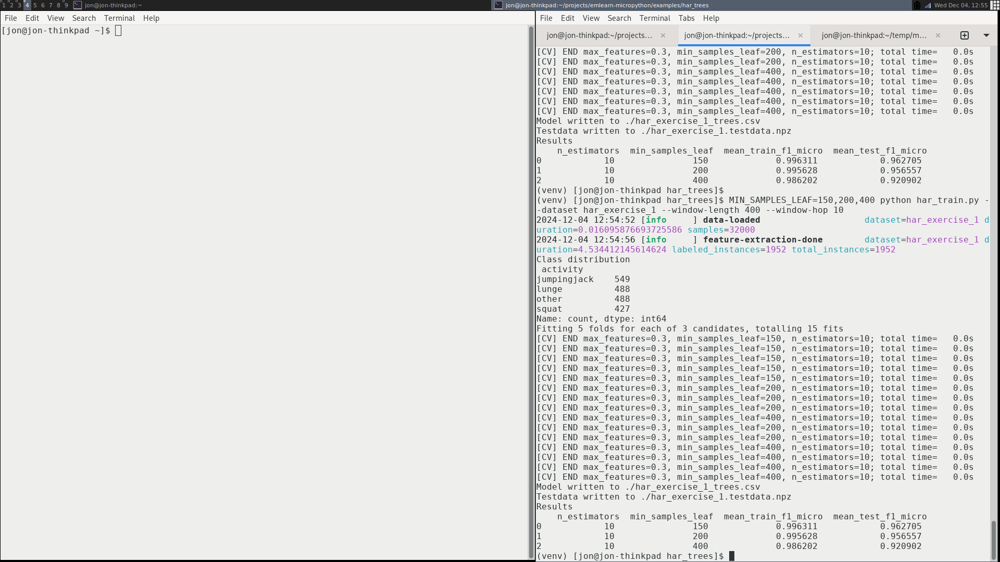 1 2 3 4 5 6 7 8 9 jon@jon-thinkpad:~ jon@jon-thinkpad:~/projects/emlearn-micropython/examples/har_trees Wed Dec 04, 12:55
File Edit View Search Terminal Help
[jon@jon-thinkpad ~]$
File Edit View Search Terminal Tabs Help
jon@jon-thinkpad:~/projects... × jon@jon-thinkpad:~/projects... × jon@jon-thinkpad:~/temp/m... ×
[CV] END max_features=0.3, min_samples_leaf=200, n_estimators=10; total time=   0.0s
[CV] END max_features=0.3, min_samples_leaf=200, n_estimators=10; total time=   0.0s
[CV] END max_features=0.3, min_samples_leaf=400, n_estimators=10; total time=   0.0s
[CV] END max_features=0.3, min_samples_leaf=400, n_estimators=10; total time=   0.0s
[CV] END max_features=0.3, min_samples_leaf=400, n_estimators=10; total time=   0.0s
[CV] END max_features=0.3, min_samples_leaf=400, n_estimators=10; total time=   0.0s
[CV] END max_features=0.3, min_samples_leaf=400, n_estimators=10; total time=   0.0s
Model written to ./har_exercise_1_trees.csv
Testdata written to ./har_exercise_1.testdata.npz
Results
    n_estimators  min_samples_leaf  mean_train_f1_micro  mean_test_f1_micro
0            10               150             0.996311            0.962705
1            10               200             0.995628            0.956557
2            10               400             0.986202            0.920902
(venv) [jon@jon-thinkpad har_trees]$
(venv) [jon@jon-thinkpad har_trees]$ MIN_SAMPLES_LEAF=150,200,400 python har_train.py -
-dataset har_exercise_1 --window-length 400 --window-hop 10
2024-12-04 12:54:52 [info     ] data-loaded                    dataset=har_exercise_1 d
uration=0.016095876693725586 samples=32000
2024-12-04 12:54:56 [info     ] feature-extraction-done        dataset=har_exercise_1 d
uration=4.534412145614624 labeled_instances=1952 total_instances=1952
Class distribution
 activity
jumpingjack    549
lunge          488
other          488
squat          427
Name: count, dtype: int64
Fitting 5 folds for each of 3 candidates, totalling 15 fits
[CV] END max_features=0.3, min_samples_leaf=150, n_estimators=10; total time=   0.0s
[CV] END max_features=0.3, min_samples_leaf=150, n_estimators=10; total time=   0.0s
[CV] END max_features=0.3, min_samples_leaf=150, n_estimators=10; total time=   0.0s
[CV] END max_features=0.3, min_samples_leaf=150, n_estimators=10; total time=   0.0s
[CV] END max_features=0.3, min_samples_leaf=150, n_estimators=10; total time=   0.0s
[CV] END max_features=0.3, min_samples_leaf=200, n_estimators=10; total time=   0.0s
[CV] END max_features=0.3, min_samples_leaf=200, n_estimators=10; total time=   0.0s
[CV] END max_features=0.3, min_samples_leaf=200, n_estimators=10; total time=   0.0s
[CV] END max_features=0.3, min_samples_leaf=400, n_estimators=10; total time=   0.0s
[CV] END max_features=0.3, min_samples_leaf=200, n_estimators=10; total time=   0.0s
[CV] END max_features=0.3, min_samples_leaf=200, n_estimators=10; total time=   0.0s
[CV] END max_features=0.3, min_samples_leaf=400, n_estimators=10; total time=   0.0s
[CV] END max_features=0.3, min_samples_leaf=400, n_estimators=10; total time=   0.0s
[CV] END max_features=0.3, min_samples_leaf=400, n_estimators=10; total time=   0.0s
[CV] END max_features=0.3, min_samples_leaf=400, n_estimators=10; total time=   0.0s
Model written to ./har_exercise_1_trees.csv
Testdata written to ./har_exercise_1.testdata.npz
Results
    n_estimators  min_samples_leaf  mean_train_f1_micro  mean_test_f1_micro
0            10               150             0.996311            0.962705
1            10               200             0.995628            0.956557
2            10               400             0.986202            0.920902
(venv) [jon@jon-thinkpad har_trees]$